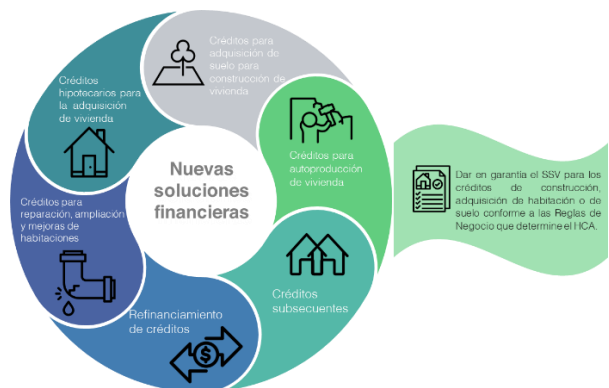 Nuevas
soluciones
financieras
Créditos para
adquisición de
suelo para
construcción de
vivienda
Créditos para
autoproducción
de vivienda
Créditos
subsecuentes
Refinanciamiento
de créditos
Créditos para
reparación, ampliación
y mejoras de
habitaciones
Créditos
hipotecarios para
la adquisición
de vivienda
Dar en garantía el SSV para los
créditos de construcción,
adquisición de habitación o de
suelo conforme a las Reglas de
Negocio que determine el HCA.
$